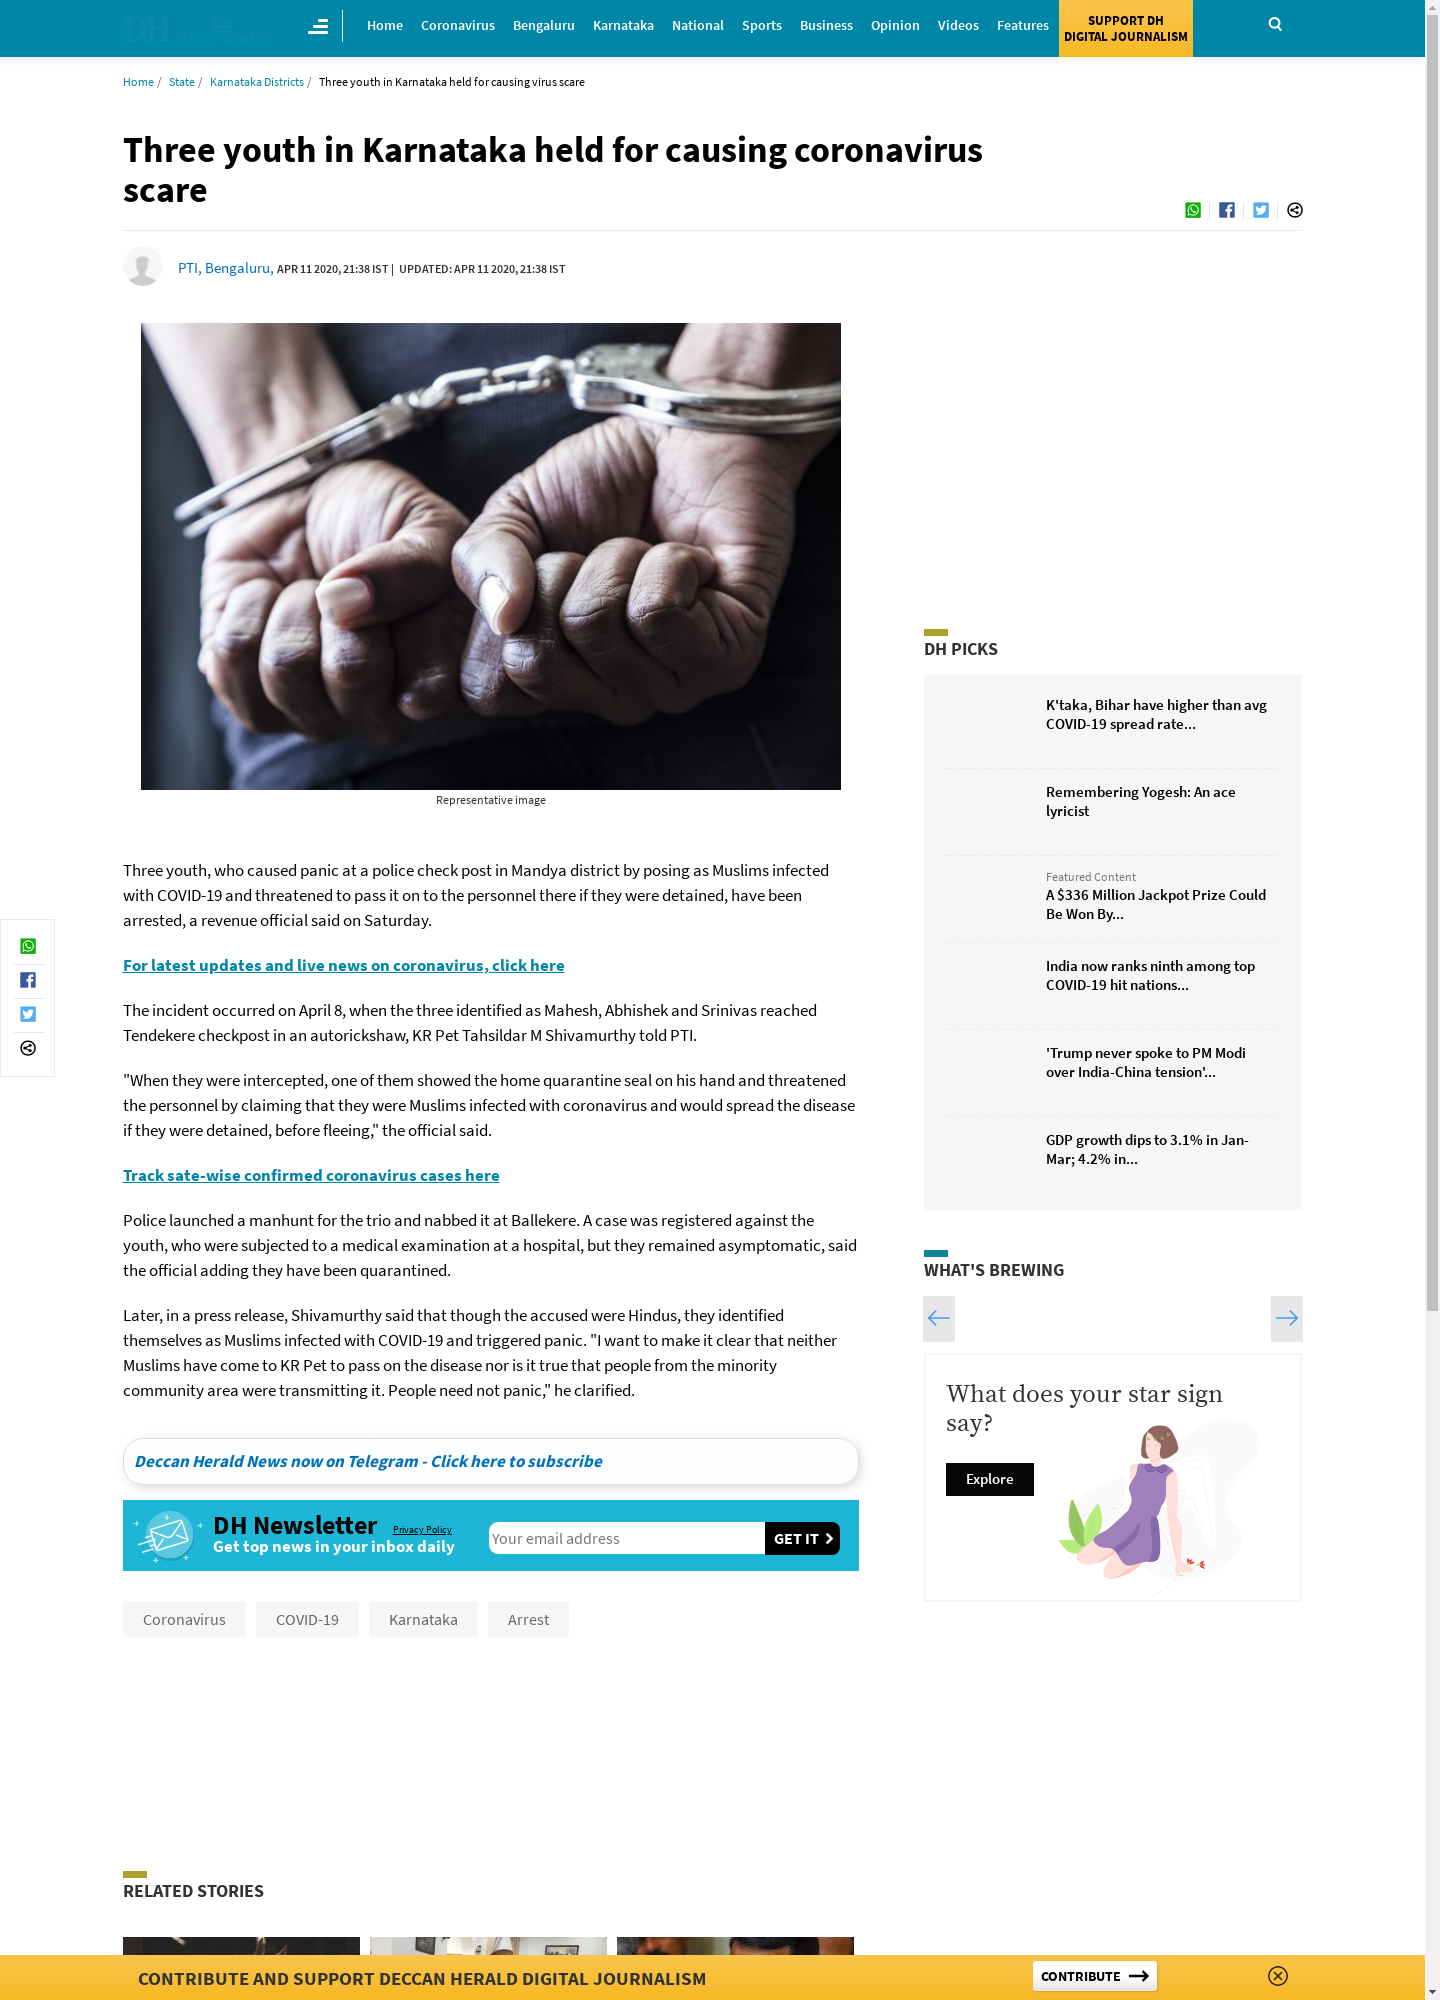 DH DECCAN HERALD
Home Coronavirus Bengaluru Karnataka National Sports Business Opinion Videos Features
SUPPORT DH
DIGITAL JOURNALISM
Home / State / Karnataka Districts / Three youth in Karnataka held for causing virus scare
Three youth in Karnataka held for causing coronavirus
scare
PTI, Bengaluru, APR 11 2020, 21:38 IST | UPDATED: APR 11 2020, 21:38 IST
Representative image
Three youth, who caused panic at a police check post in Mandya district by posing as Muslims infected
with COVID-19 and threatened to pass it on to the personnel there if they were detained, have been
arrested, a revenue official said on Saturday.
For latest updates and live news on coronavirus, click here
The incident occurred on April 8, when the three identified as Mahesh, Abhishek and Srinivas reached
Tendekere checkpost in an autorickshaw, KR Pet Tahsildar M Shivamurthy told PTI.
"When they were intercepted, one of them showed the home quarantine seal on his hand and threatened
the personnel by claiming that they were Muslims infected with coronavirus and would spread the disease
if they were detained, before fleeing," the official said.
Track sate-wise confirmed coronavirus cases here
Police launched a manhunt for the trio and nabbed it at Ballekere. A case was registered against the
youth, who were subjected to a medical examination at a hospital, but they remained asymptomatic, said
the official adding they have been quarantined.
Later, in a press release, Shivamurthy said that though the accused were Hindus, they identified
themselves as Muslims infected with COVID-19 and triggered panic. "I want to make it clear that neither
Muslims have come to KR Pet to pass on the disease nor is it true that people from the minority
community area were transmitting it. People need not panic," he clarified.
Deccan Herald News now on Telegram - Click here to subscribe
DH Newsletter Privacy Policy
Get top news in your inbox daily
Your email address GET IT
Coronavirus COVID-19 Karnataka Arrest
DH PICKS
K'taka, Bihar have higher than avg
COVID-19 spread rate...
Remembering Yogesh: An ace
lyricist
Featured Content
A $336 Million Jackpot Prize Could
Be Won By...
India now ranks ninth among top
COVID-19 hit nations...
'Trump never spoke to PM Modi
over India-China tension'...
GDP growth dips to 3.1% in Jan-
Mar; 4.2% in...
WHAT'S BREWING
What does your star sign
say?
Explore
RELATED STORIES
CONTRIBUTE AND SUPPORT DECCAN HERALD DIGITAL JOURNALISM
CONTRIBUTE